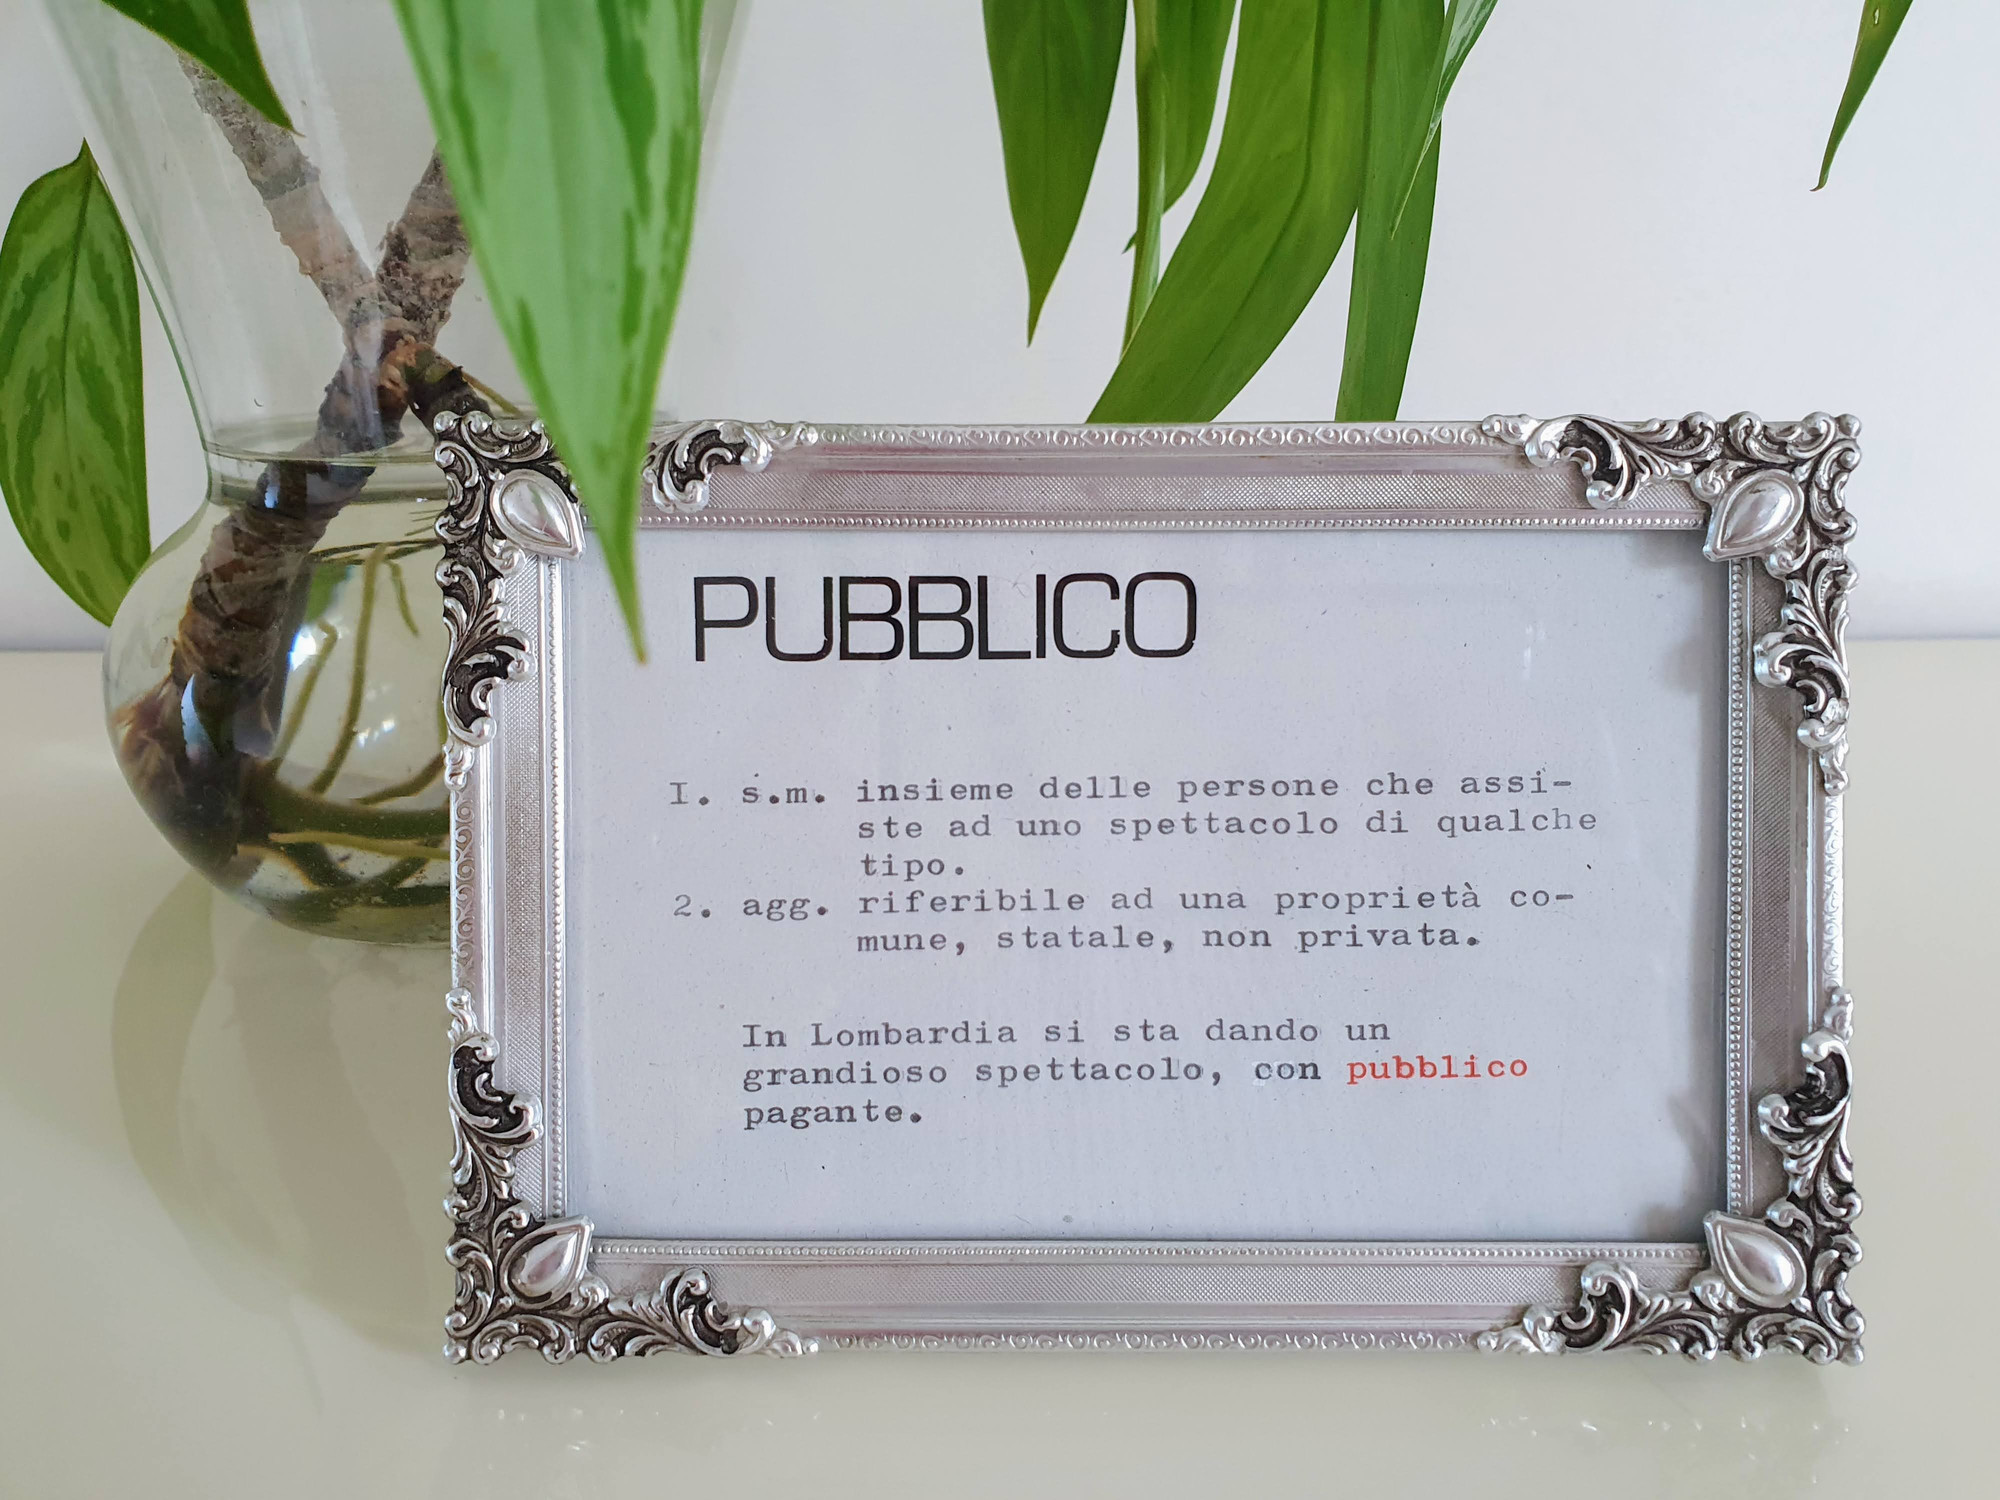 PUBBLICO
I. s.m. insieme delle persone che assi-
ste ad uno spettacolo di qualche
tipo.
2. agg. riferibile ad una proprietà co-
mune, statale, non privata.
In Lombardia si sta dando un
grandioso spettacolo, con pubblico
pagante.